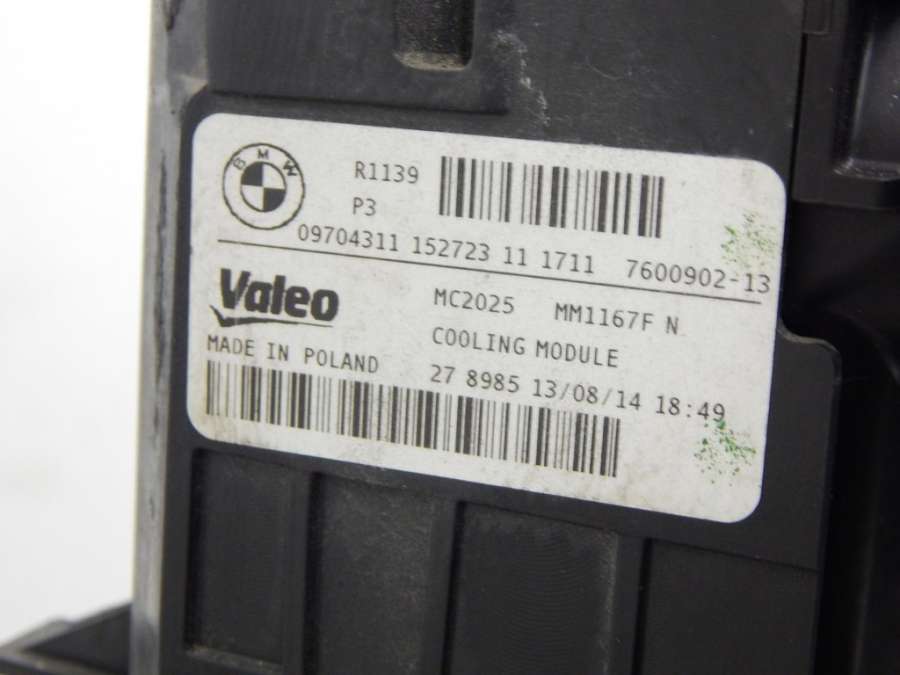 BMW
R1139
P3
09704311 152723 11 1711 7600902-13
Valeo
MC2025 MM1167F N
COOLING MODULE
MADE IN POLAND
27 8985 13/08/14 18:49